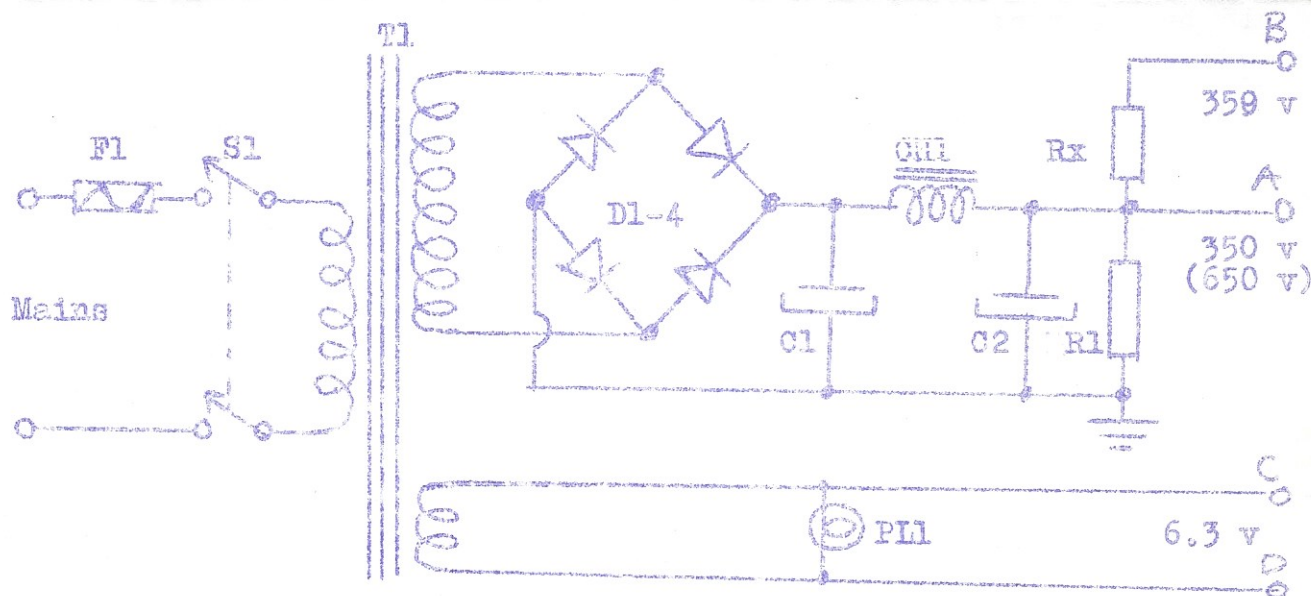 T1
B
359 v
F1
S1
CH1
Rx
A
D1-4
350 v
(650 v)
Mains
C1
C2
R1
C
PL1
6.3 v
D